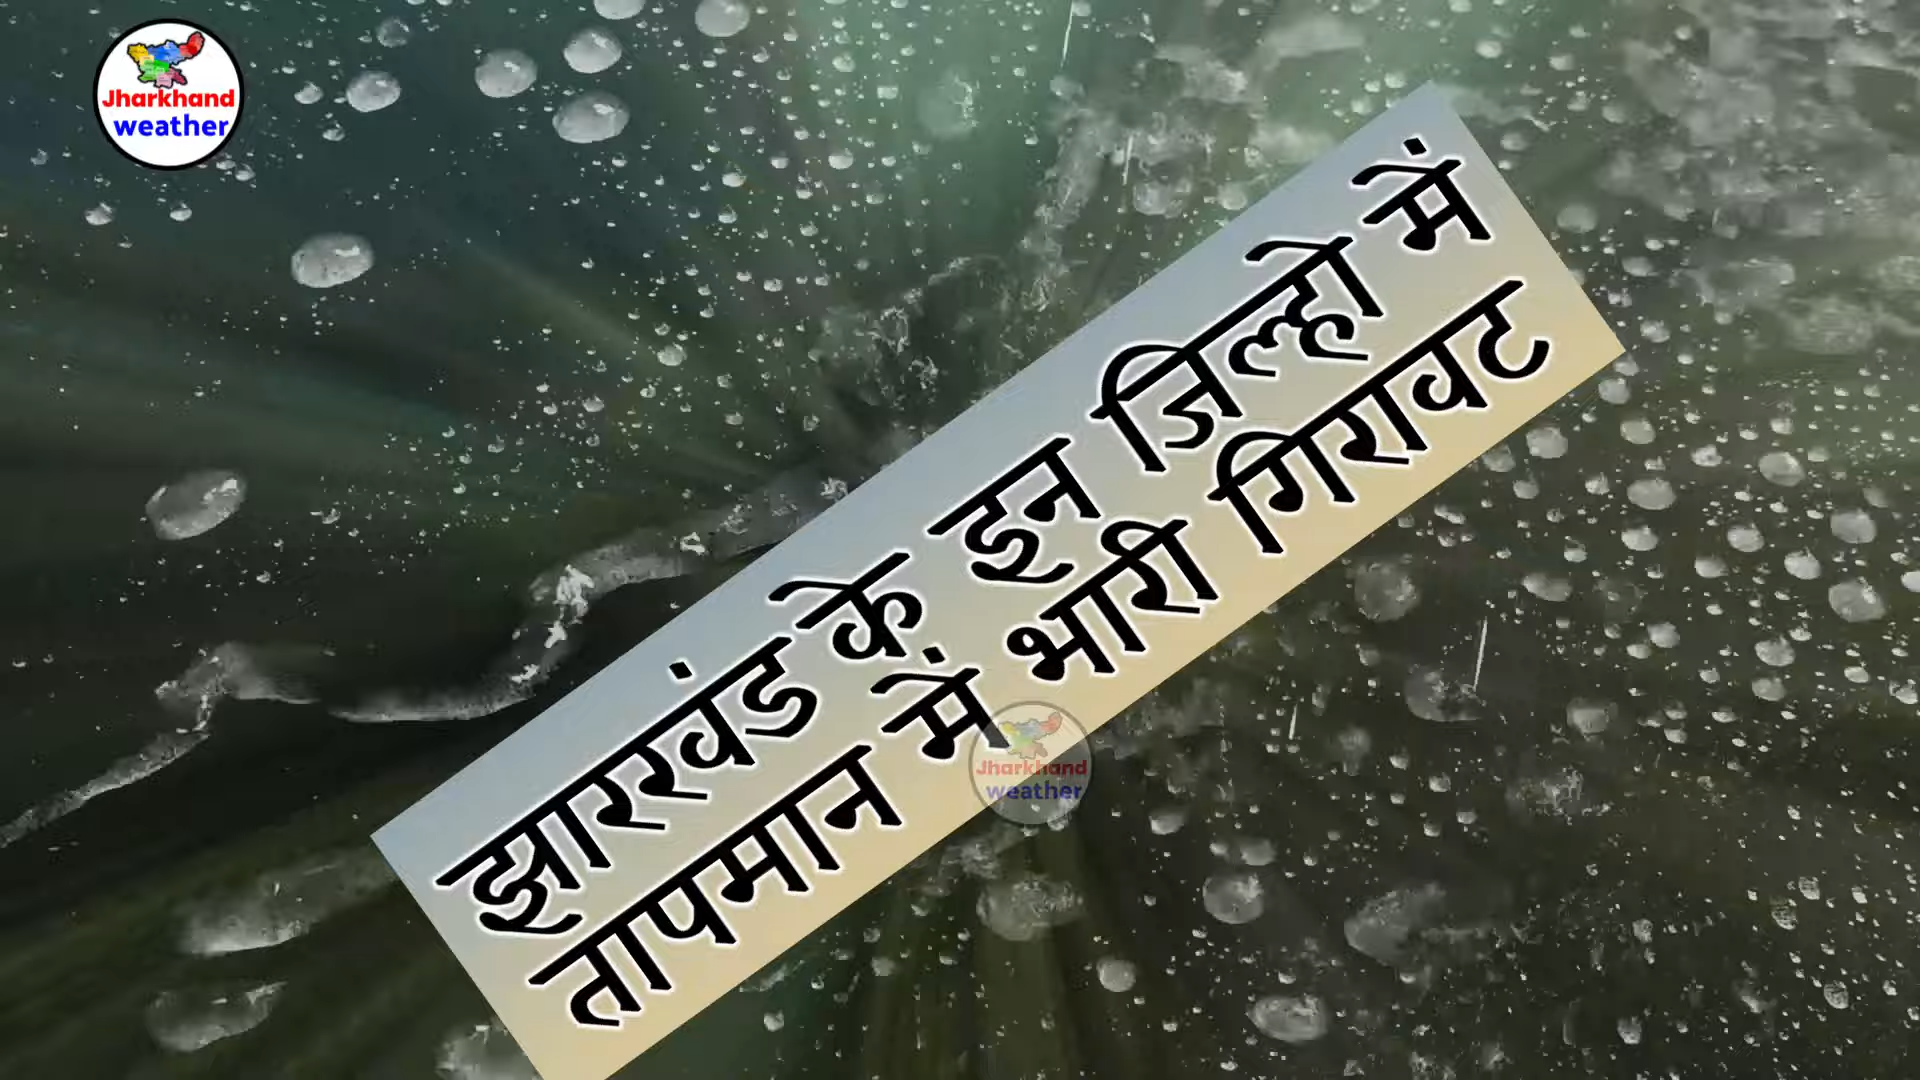 Jharkhand
weather
झारखंड के इन जिल्हो में
तापमान में भारी गिरावट
Jharkhand
weather